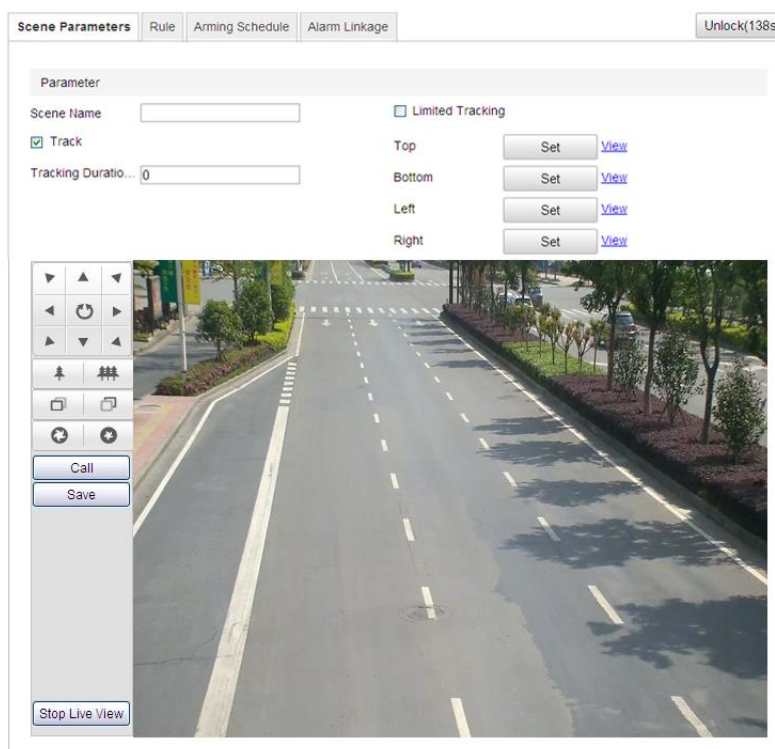 Scene Parameters Rule Arming Schedule Alarm Linkage Unlock(138s
Parameter
Scene Name
Limited Tracking
Track
Top Set View
Tracking Duratio... 0
Bottom Set View
Left Set View
Right Set View
Call
Save
Stop Live View